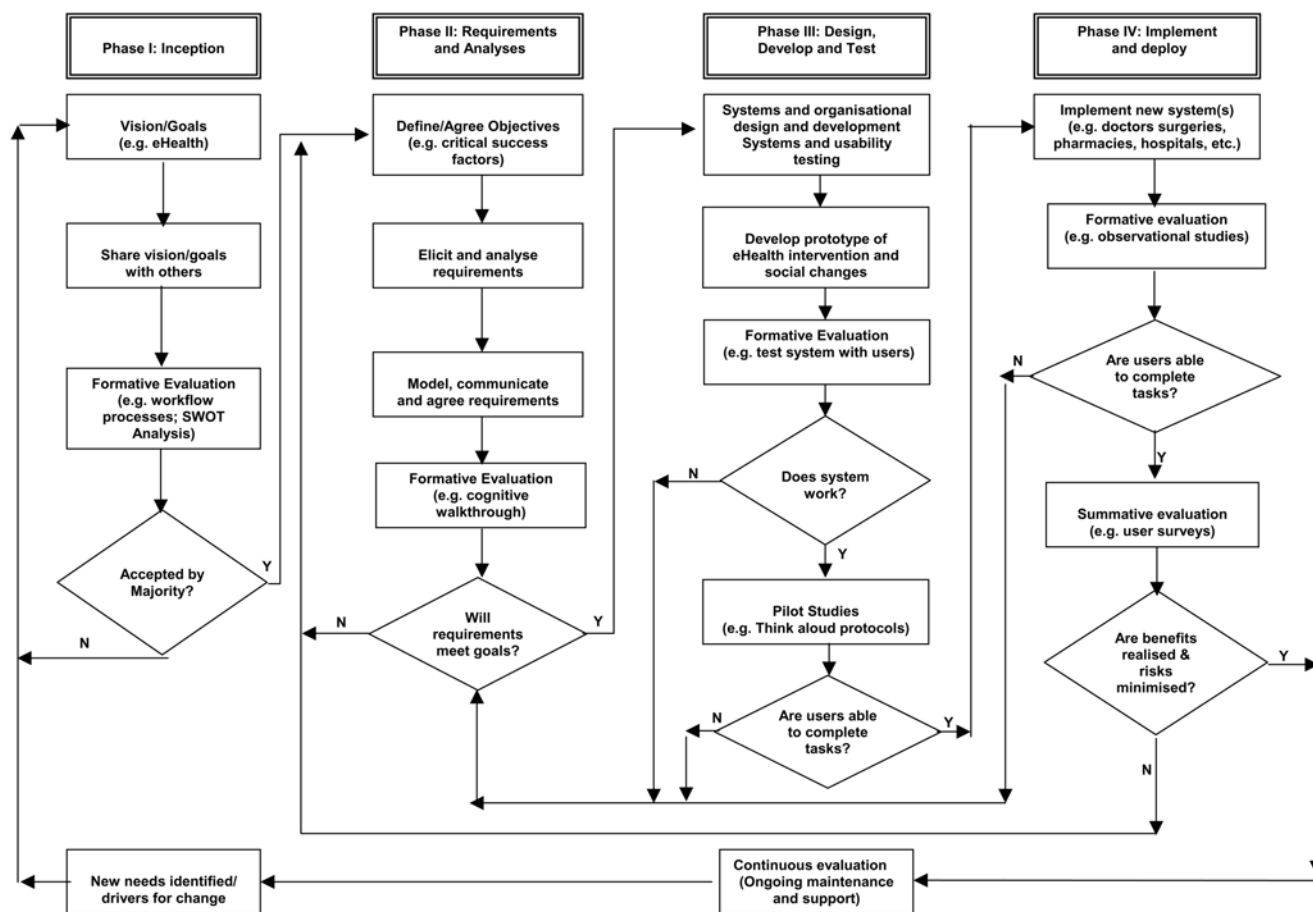 Phase I: Inception
Phase II: Requirements
and Analyses
Phase III: Design,
Develop and Test
Phase IV: Implement
and deploy
Vision/Goals
(e.g. eHealth)
Share vision/goals
with others
Formative Evaluation
(e.g. workflow
processes; SWOT
Analysis)
Accepted by
Majority?
Y
N
Define/Agree Objectives
(e.g. critical success
factors)
Elicit and analyse
requirements
Model, communicate
and agree requirements
Formative Evaluation
(e.g. cognitive
walkthrough)
Will
requirements
meet goals?
N
Y
Systems and organisational
design and development
Systems and usability
testing
Develop prototype of
eHealth intervention and
social changes
Formative Evaluation
(e.g. test system with users)
Does system
work?
N
Y
Pilot Studies
(e.g. Think aloud protocols)
Are users able
to complete
tasks?
N
Y
Implement new system(s)
(e.g. doctors surgeries,
pharmacies, hospitals, etc.)
Formative evaluation
(e.g. observational studies)
Are users able
to complete
tasks?
N
Y
Summative evaluation
(e.g. user surveys)
Are benefits
realised &
risks
minimised?
Y
N
New needs identified/
drivers for change
Continuous evaluation
(Ongoing maintenance
and support)